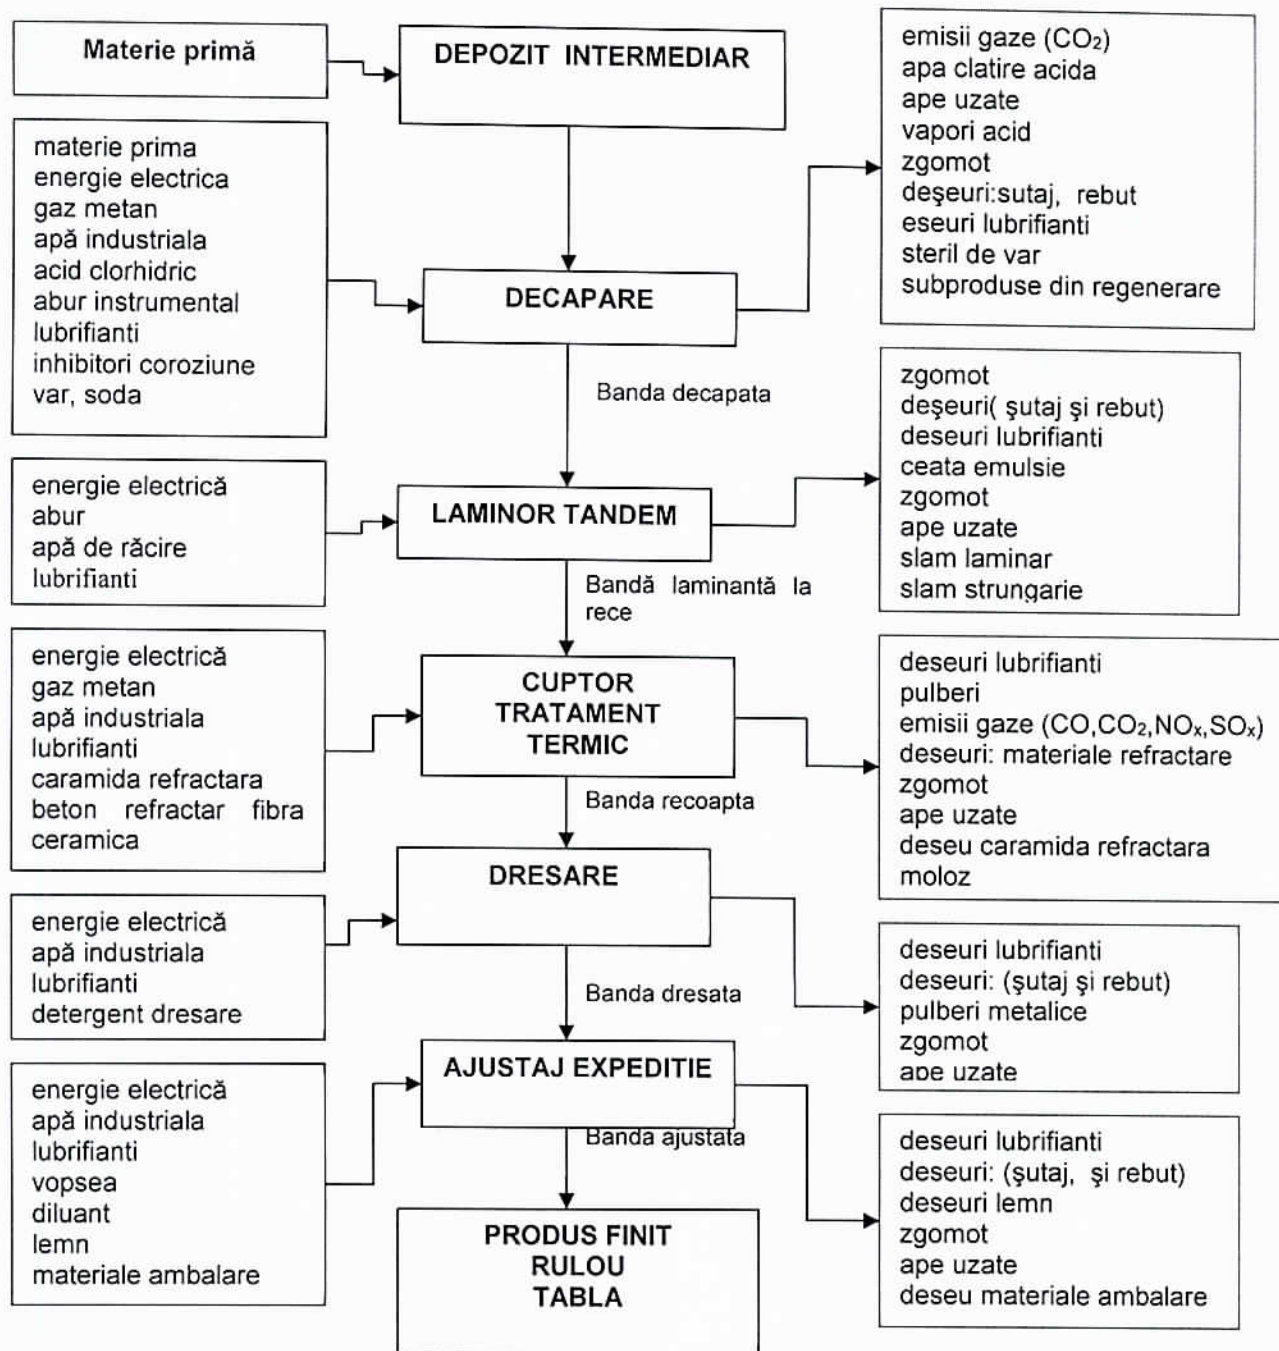 Materie primă
DEPOZIT INTERMEDIAR
emisii gaze (CO₂)
apa clatire acida
ape uzate
vapori acid
zgomot
deşeuri:sutaj, rebut
eseuri lubrifianti
steril de var
subproduse din regenerare
materie prima
energie electrica
gaz metan
apă industriala
acid clorhidric
abur instrumental
lubrifianti
inhibitori coroziune
var, soda
DECAPARE
Banda decapata
zgomot
deşeuri( şutaj şi rebut)
deseuri lubrifianti
ceata emulsie
zgomot
ape uzate
slam laminar
slam strungarie
energie electrică
abur
apă de răcire
lubrifianti
LAMINOR TANDEM
Bandă laminantă la
rece
energie electrică
gaz metan
apă industriala
lubrifianti
caramida refractara
beton refractar fibra
ceramica
CUPTOR
TRATAMENT
TERMIC
Banda recoapta
deseuri lubrifianti
pulberi
emisii gaze (CO,CO₂,NOₓ,SOₓ)
deseuri: materiale refractare
zgomot
ape uzate
deseu caramida refractara
moloz
DRESARE
energie electrică
apă industriala
lubrifianti
detergent dresare
Banda dresata
deseuri lubrifianti
deseuri: (şutaj şi rebut)
pulberi metalice
zgomot
ape uzate
AJUSTAJ EXPEDITIE
energie electrică
apă industriala
lubrifianti
vopsea
diluant
lemn
materiale ambalare
Banda ajustata
deseuri lubrifianti
deseuri: (şutaj, şi rebut)
deseuri lemn
zgomot
ape uzate
deseu materiale ambalare
PRODUS FINIT
RULOU
TABLA